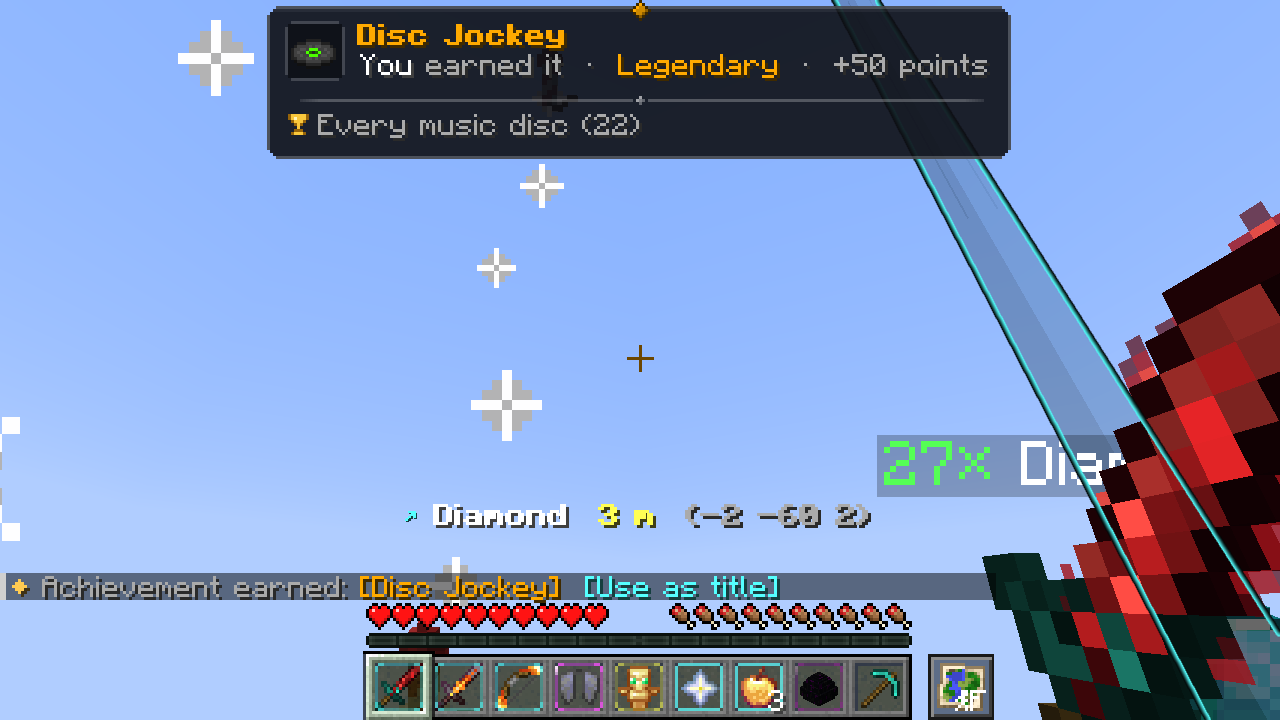 Disc Jockey
You earned it · Legendary · +50 points
Every music disc (22)
27x
Diamond 3 m (-2 -60 2)
Achievement earned: [Disc Jockey] [Use as title]
3